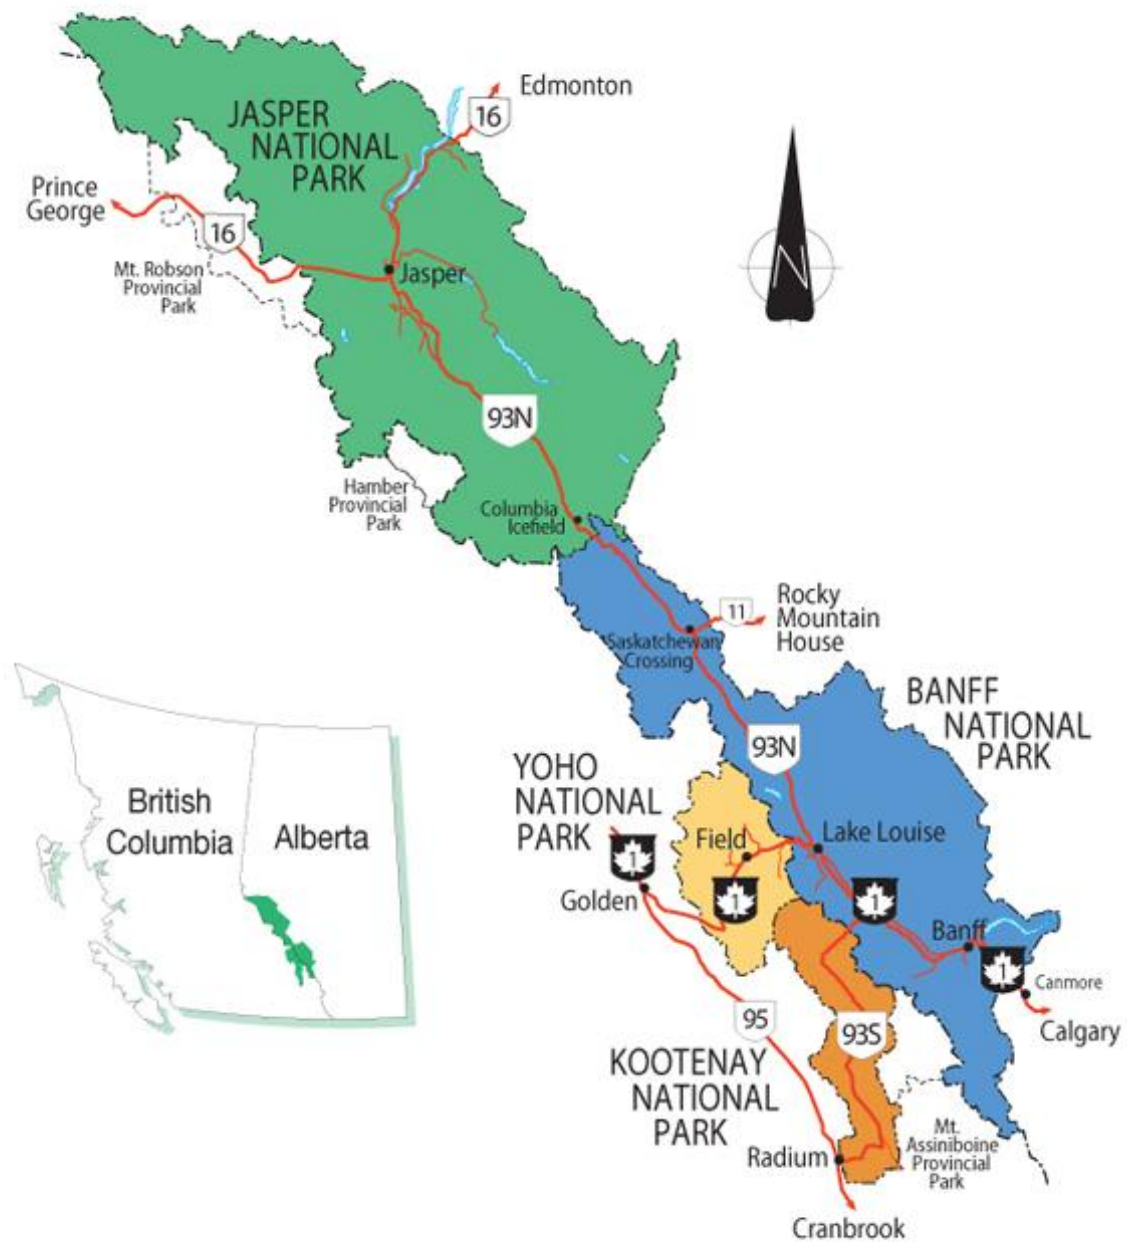 Edmonton
16
JASPER
NATIONAL
PARK
Prince
George
16
Mt. Robson
Provincial
Park
Jasper
N
93N
Hamber
Provincial
Park
Columbia
Icefield
Rocky
Mountain
House
11
Saskatchewan
Crossing
BANFF
NATIONAL
PARK
93N
YOHO
NATIONAL
PARK
British
Columbia
Alberta
Lake Louise
Field
1
Golden
1
1
Banff
1
Canmore
Calgary
95
93S
KOOTENAY
NATIONAL
PARK
Mt.
Assiniboine
Provincial
Park
Radium
Cranbrook